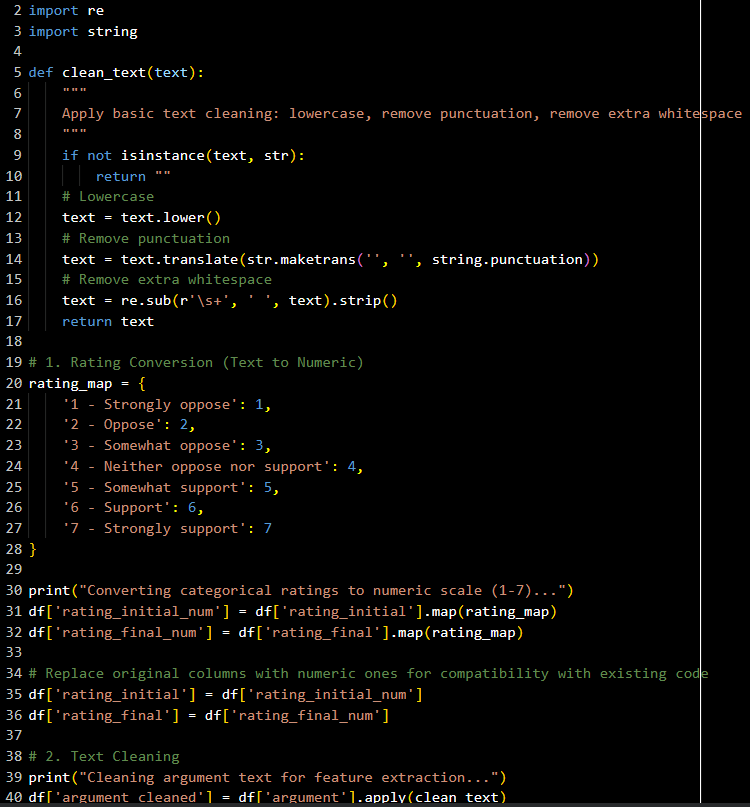 2 import re
3 import string
4
5 def clean_text(text):
6     """
7     Apply basic text cleaning: lowercase, remove punctuation, remove extra whitespace
8     """
9     if not isinstance(text, str):
10         return ""
11     # Lowercase
12     text = text.lower()
13     # Remove punctuation
14     text = text.translate(str.maketrans('', '', string.punctuation))
15     # Remove extra whitespace
16     text = re.sub(r'\s+', ' ', text).strip()
17     return text
18
19 # 1. Rating Conversion (Text to Numeric)
20 rating_map = {
21     '1 - Strongly oppose': 1,
22     '2 - Oppose': 2,
23     '3 - Somewhat oppose': 3,
24     '4 - Neither oppose nor support': 4,
25     '5 - Somewhat support': 5,
26     '6 - Support': 6,
27     '7 - Strongly support': 7
28 }
29
30 print("Converting categorical ratings to numeric scale (1-7)...")
31 df['rating_initial_num'] = df['rating_initial'].map(rating_map)
32 df['rating_final_num'] = df['rating_final'].map(rating_map)
33
34 # Replace original columns with numeric ones for compatibility with existing code
35 df['rating_initial'] = df['rating_initial_num']
36 df['rating_final'] = df['rating_final_num']
37
38 # 2. Text Cleaning
39 print("Cleaning argument text for feature extraction...")
40 df['argument_cleaned'] = df['argument'].apply(clean_text)